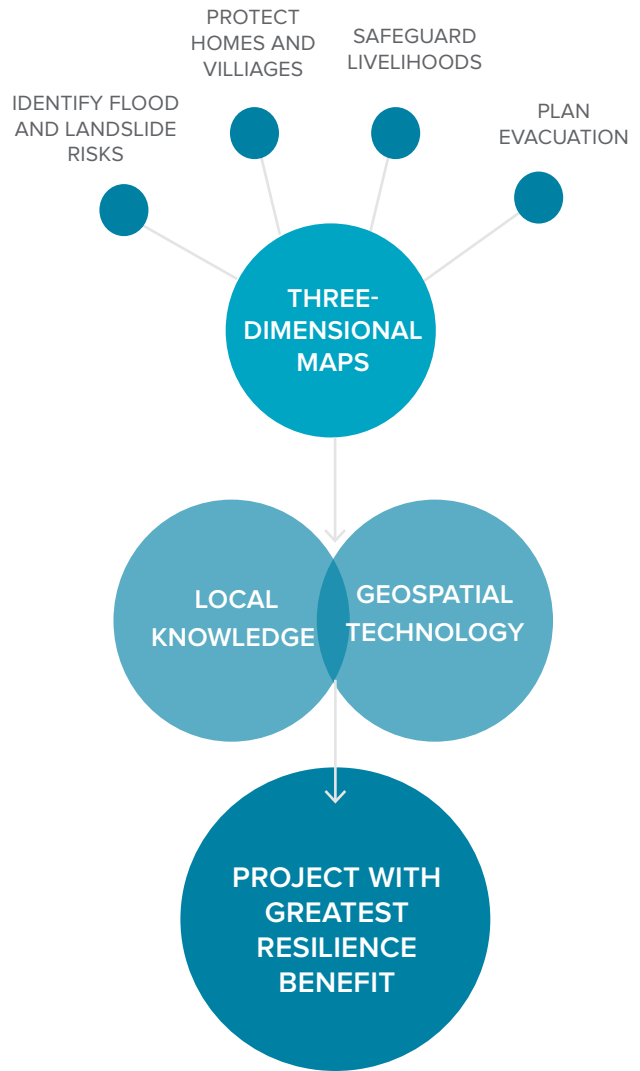 PROTECT
HOMES AND
VILLIAGES
SAFEGUARD
LIVELIHOODS
IDENTIFY FLOOD
AND LANDSLIDE
RISKS
PLAN
EVACUATION
THREE-
DIMENSIONAL
MAPS
LOCAL
KNOWLEDGE
GEOSPATIAL
TECHNOLOGY
PROJECT WITH
GREATEST
RESILIENCE
BENEFIT